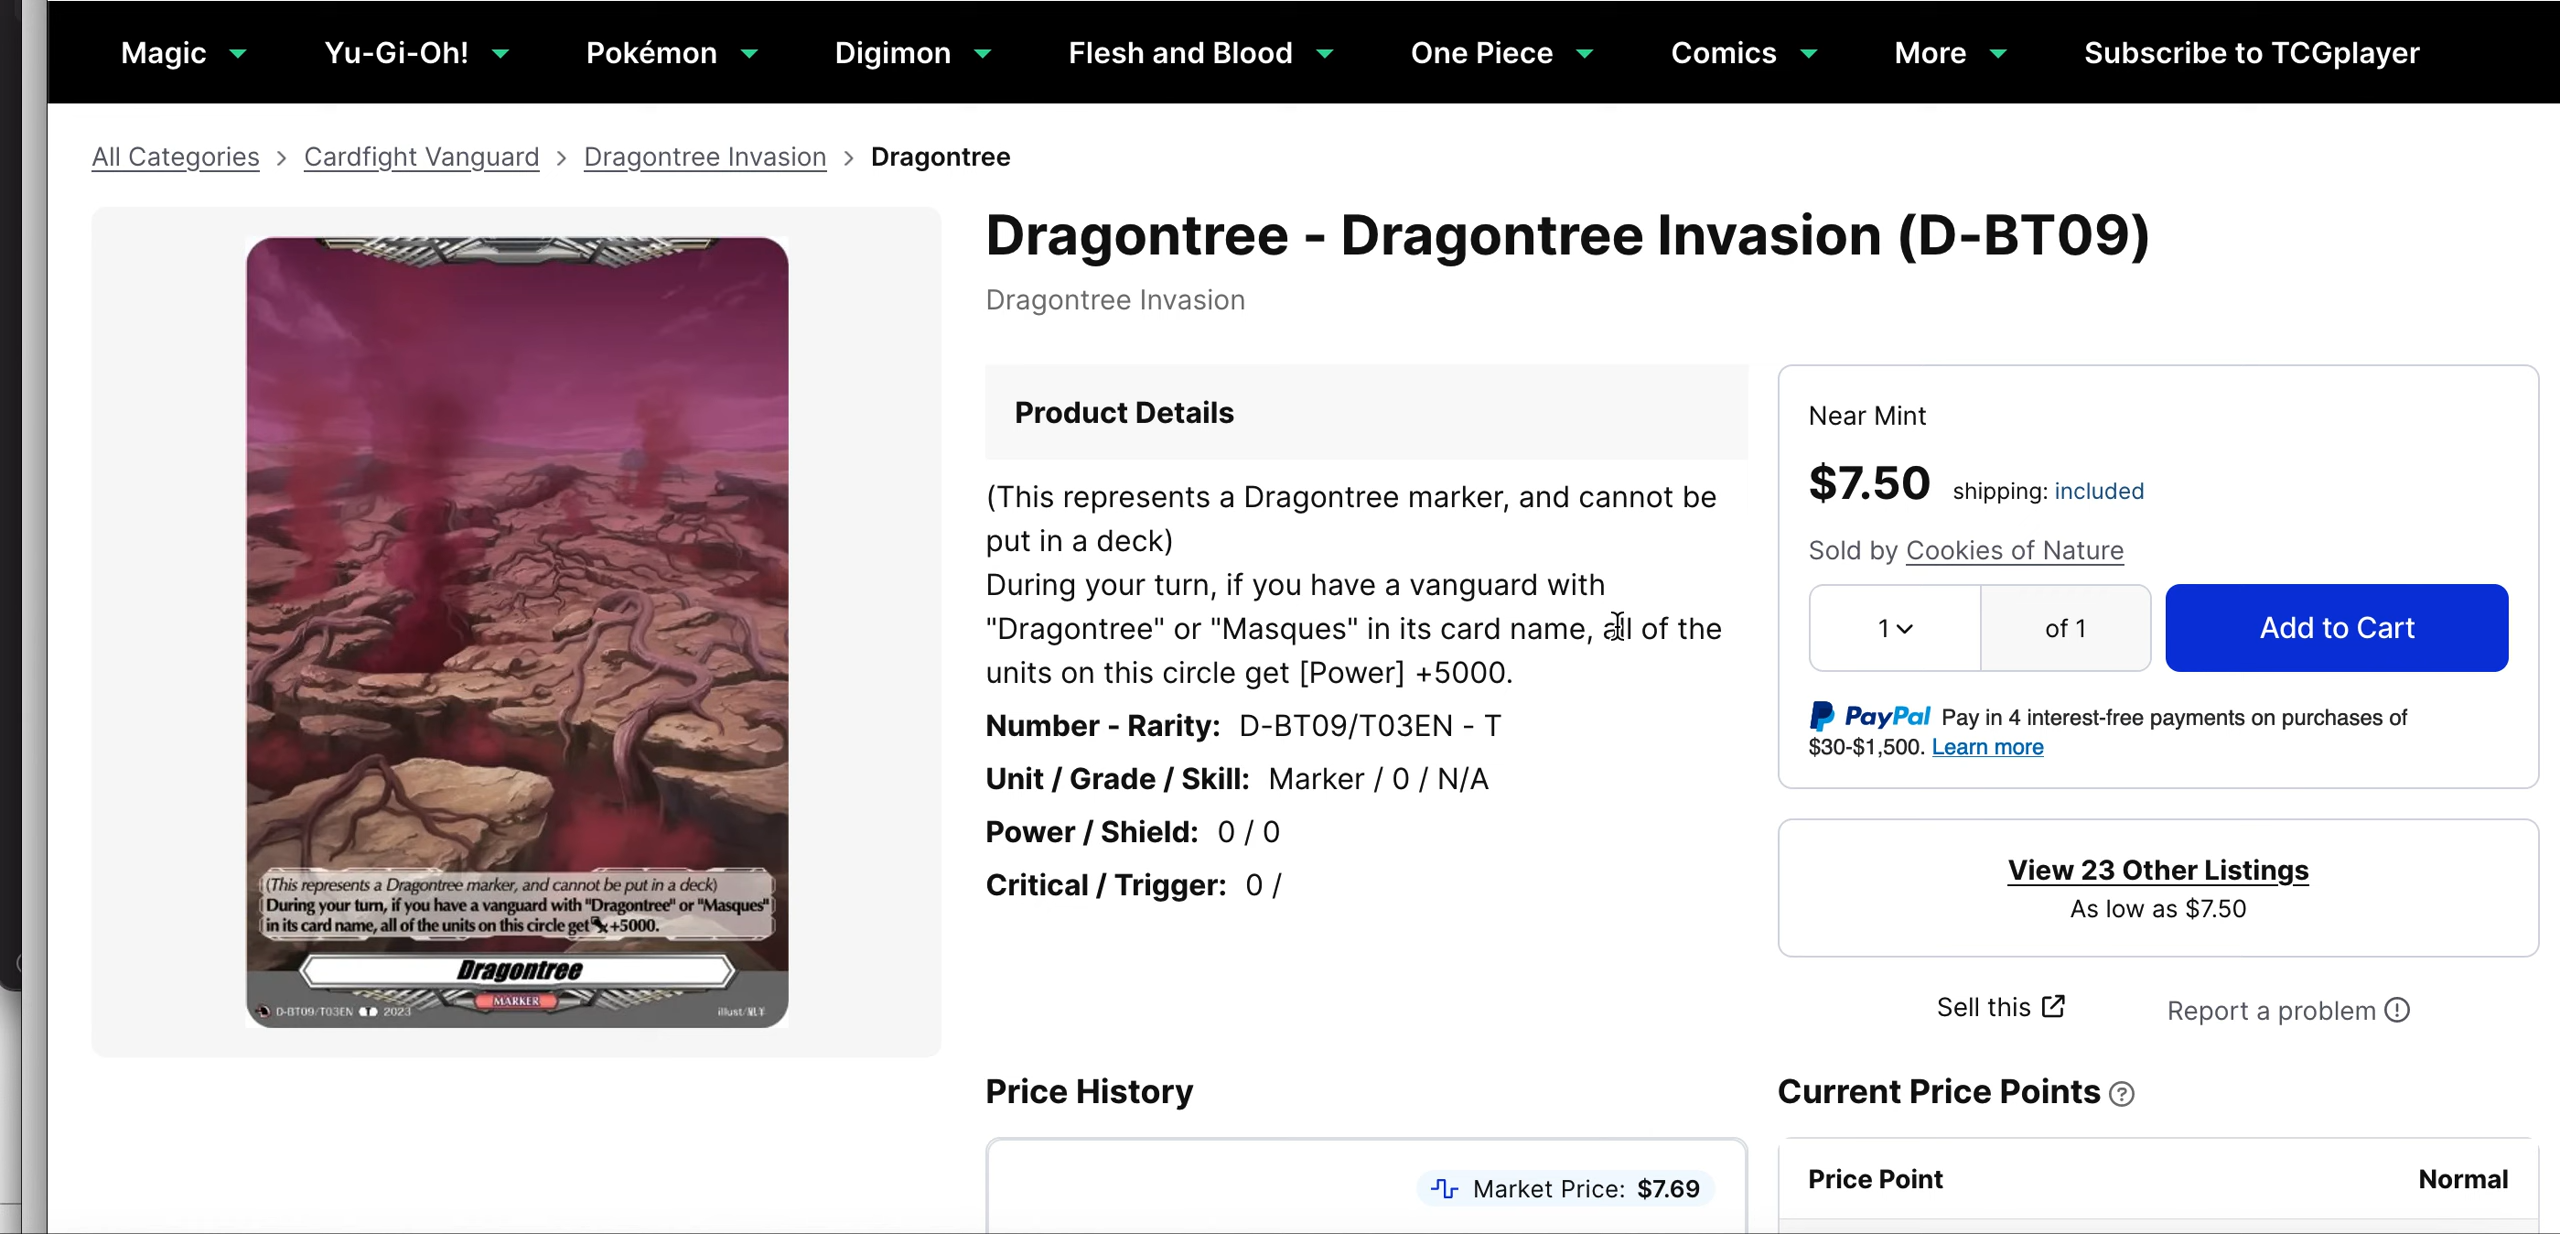 Magic Yu-Gi-Oh! Pokémon Digimon Flesh and Blood One Piece Comics More Subscribe to TCGplayer
All Categories > Cardfight Vanguard > Dragontree Invasion > Dragontree
(This represents a Dragontree marker, and cannot be put in a deck)
During your turn, if you have a vanguard with "Dragontree" or "Masques"
in its card name, all of the units on this circle get +5000.
Dragontree
MARKER
D-BT09/T03EN 2023
Dragontree - Dragontree Invasion (D-BT09)
Dragontree Invasion
Product Details
(This represents a Dragontree marker, and cannot be
put in a deck)
During your turn, if you have a vanguard with
"Dragontree" or "Masques" in its card name, all of the
units on this circle get [Power] +5000.
Number - Rarity: D-BT09/T03EN - T
Unit / Grade / Skill: Marker / 0 / N/A
Power / Shield: 0 / 0
Critical / Trigger: 0 /
Near Mint
$7.50 shipping: included
Sold by Cookies of Nature
1 of 1 Add to Cart
PayPal Pay in 4 interest-free payments on purchases of
$30-$1,500. Learn more
View 23 Other Listings
As low as $7.50
Sell this Report a problem
Price History
Market Price: $7.69
Current Price Points
Price Point Normal